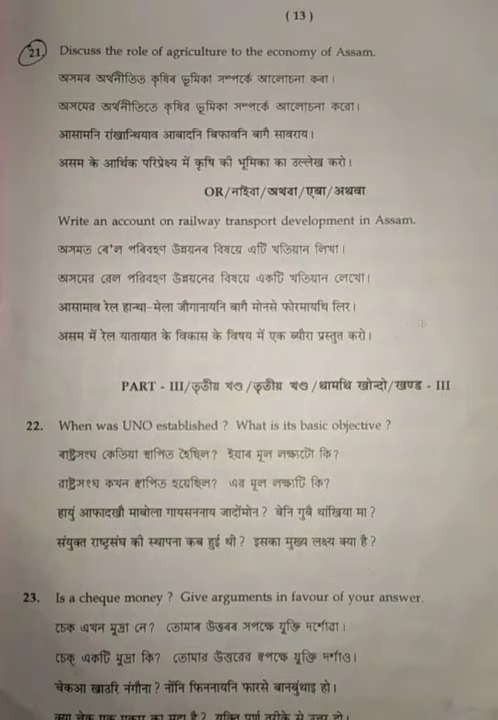 ( 13 )
21. Discuss the role of agriculture to the economy of Assam.
অসমৰ অৰ্থনীতিত কৃষিৰ ভূমিকা সম্পৰ্কে আলোচনা কৰা ।
অসমের অর্থনীতিতে কৃষির ভূমিকা সম্পর্কে আলোচনা করো ।
आसामनि रांखान्थियाव आबादनि बिफावनि बागै सावराय ।
असम के आर्थिक परिप्रेक्ष्य में कृषि की भूमिका का उल्लेख करो ।
OR/নাইবা/অথবা/एबा/अथवा
Write an account on railway transport development in Assam.
অসমত ৰে'ল পৰিবহণ উন্নয়নৰ বিষয়ে এটি খতিয়ান লিখা ।
অসমের রেল পরিবহণ উন্নয়নের বিষয়ে একটি খতিয়ান লেখো ।
आसामाव रेल हान्था-मेला जौगानायनि बागै मोनसे फोरमायथि लिर ।
असम में रेल यातायात के विकास के विषय में एक ब्यौरा प्रस्तुत करो ।
PART - III/তৃতীয় খণ্ড/তৃতীয় খণ্ড/थामथि खोन्दो/खण्ड - III
22. When was UNO established ? What is its basic objective ?
ৰাষ্ট্ৰসংঘ কেতিয়া স্থাপিত হৈছিল? ইয়াৰ মূল লক্ষ্যটো কি?
রাষ্ট্রসংঘ কখন স্থাপিত হয়েছিল? এর মূল লক্ষ্যটি কি?
हायुं आफादखौ माबोला गायसननाय जादोंमोन ? बेनि गुबै थांखिया मा ?
संयुक्त राष्ट्रसंघ की स्थापना कब हुई थी ? इसका मुख्य लक्ष्य क्या है ?
23. Is a cheque money ? Give arguments in favour of your answer.
চেক এখন মুদ্ৰা নে? তোমাৰ উত্তৰৰ সপক্ষে যুক্তি দৰ্শোৱা ।
চেক্ একটি মুদ্রা কি? তোমার উত্তরের স্বপক্ষে যুক্তি দর্শাও ।
चेकआ खाउरि नंगौना ? नोंनि फिननायनि फारसे बानबुंथाइ हो ।
क्या चेक एक प्रकार का मुद्रा है ? युक्ति पूर्ण तरीके से उत्तर दो ।